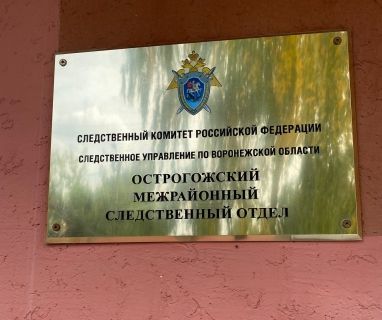 СЛЕДСТВЕННЫЙ КОМИТЕТ РОССИЙСКОЙ ФЕДЕРАЦИИ
СЛЕДСТВЕННОЕ УПРАВЛЕНИЕ ПО ВОРОНЕЖСКОЙ ОБЛАСТИ
ОСТРОГОЖСКИЙ
МЕЖРАЙОННЫЙ
СЛЕДСТВЕННЫЙ ОТДЕЛ